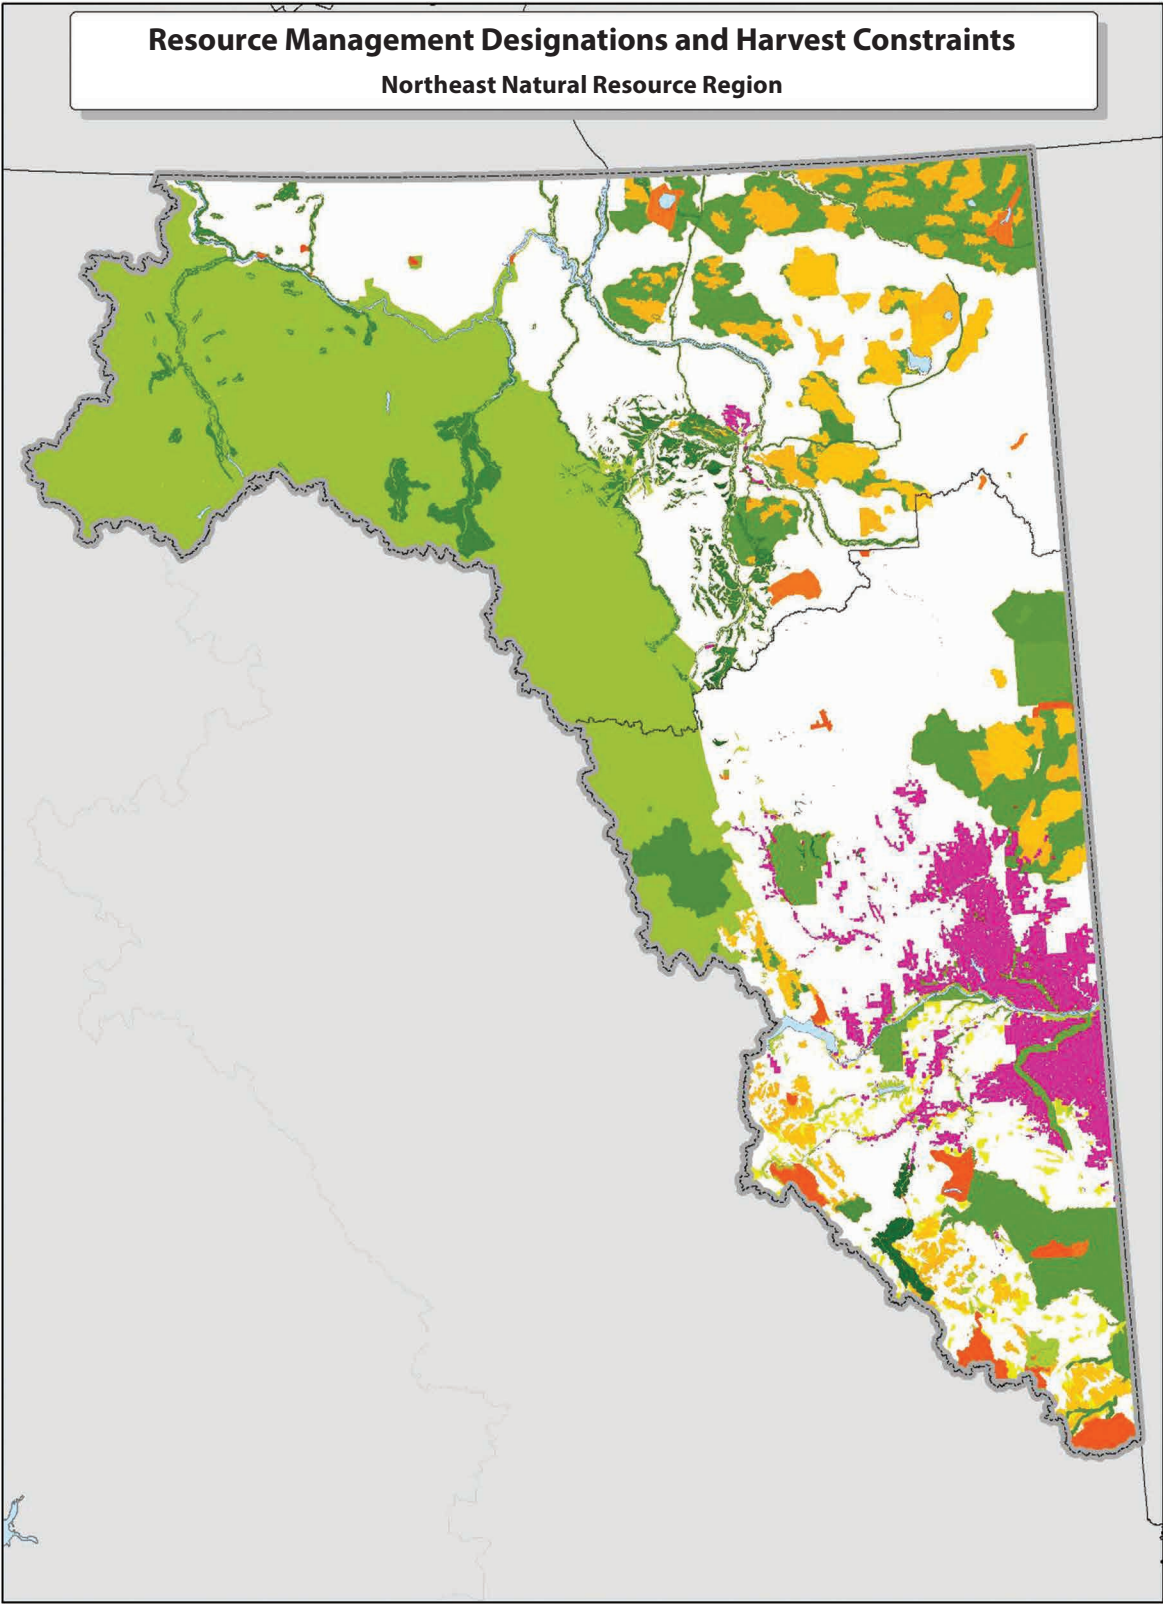 Resource Management Designations and Harvest Constraints
Northeast Natural Resource Region